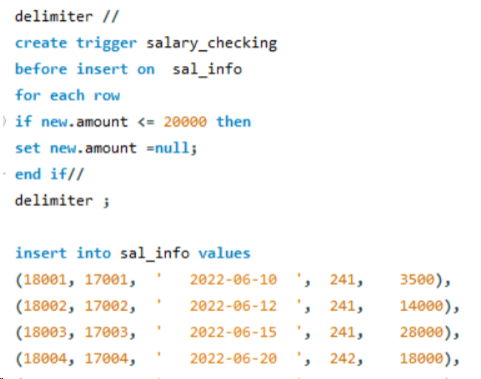 delimiter //
create trigger salary_checking
before insert on sal_info
for each row
if new.amount <= 20000 then
set new.amount =null;
end if//
delimiter ;
insert into sal_info values
(18001, 17001, ' 2022-06-10 ', 241, 3500),
(18002, 17002, ' 2022-06-12 ', 241, 14000),
(18003, 17003, ' 2022-06-15 ', 241, 28000),
(18004, 17004, ' 2022-06-20 ', 242, 18000),